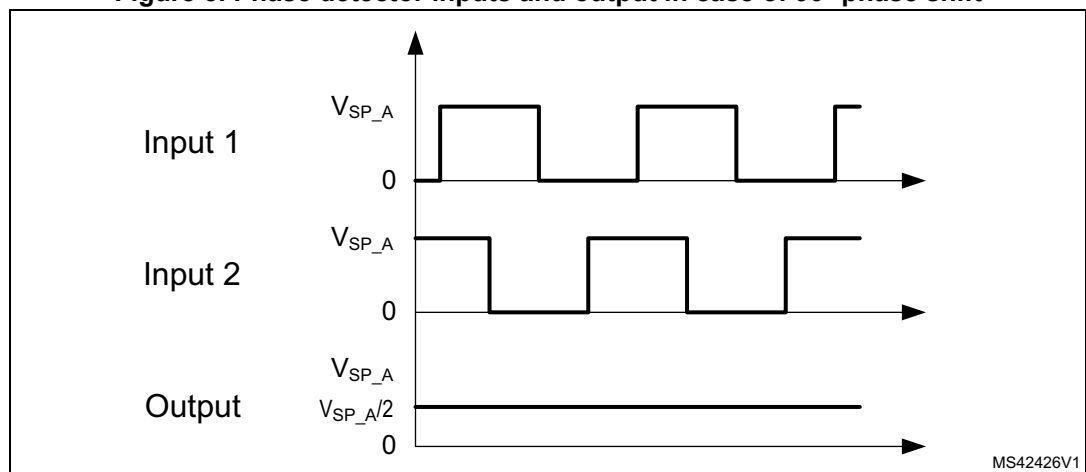 V_SP_A
Input 1
0
V_SP_A
Input 2
0
V_SP_A
Output
V_SP_A/2
0
MS42426V1